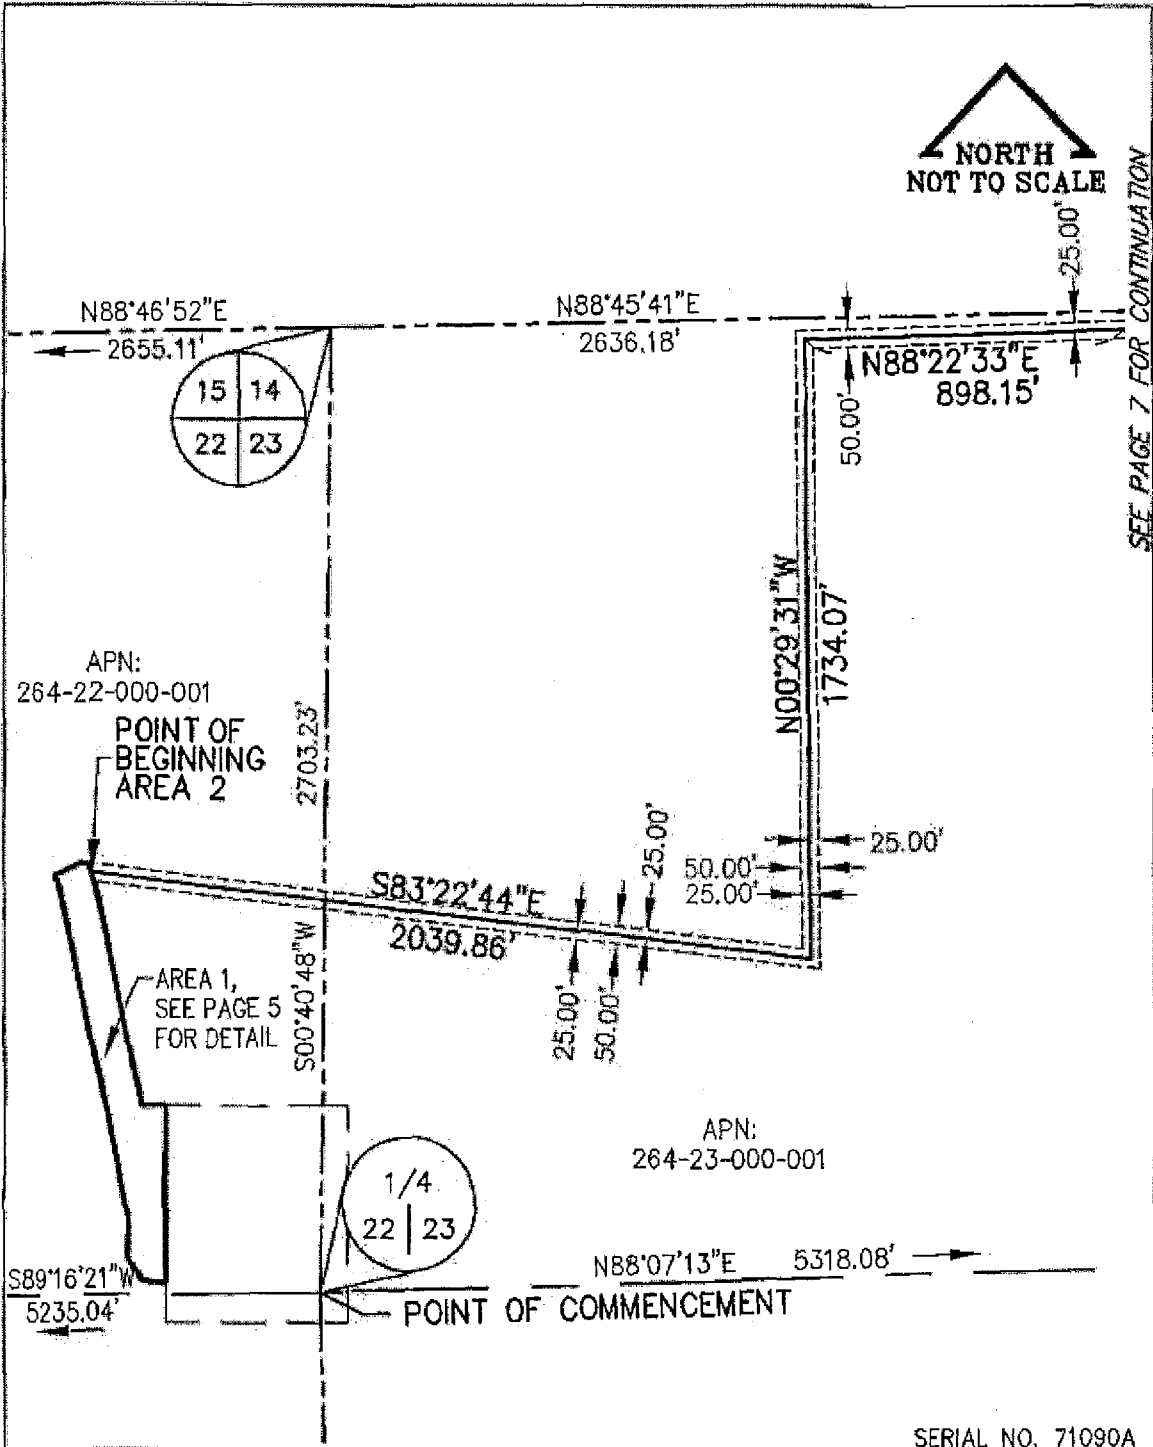 NORTH
NOT TO SCALE
SEE PAGE 7 FOR CONTINUATION
25.00'
N88°46'52"E
2655.11'
N88°45'41"E
2636.18'
15 14
22 23
N88°22'33"E
898.15'
50.00'
N00°29'31"W
1734.07'
APN:
264-22-000-001
POINT OF
BEGINNING
AREA 2
2703.23'
S00°40'48"W
25.00'
50.00'
25.00'
25.00'
S83°22'44"E
2039.86'
25.00'
50.00'
AREA 1,
SEE PAGE 5
FOR DETAIL
APN:
264-23-000-001
1/4
22 23
N88°07'13"E 5318.08'
S89°16'21"W
5235.04'
POINT OF COMMENCEMENT
SERIAL NO. 71090A